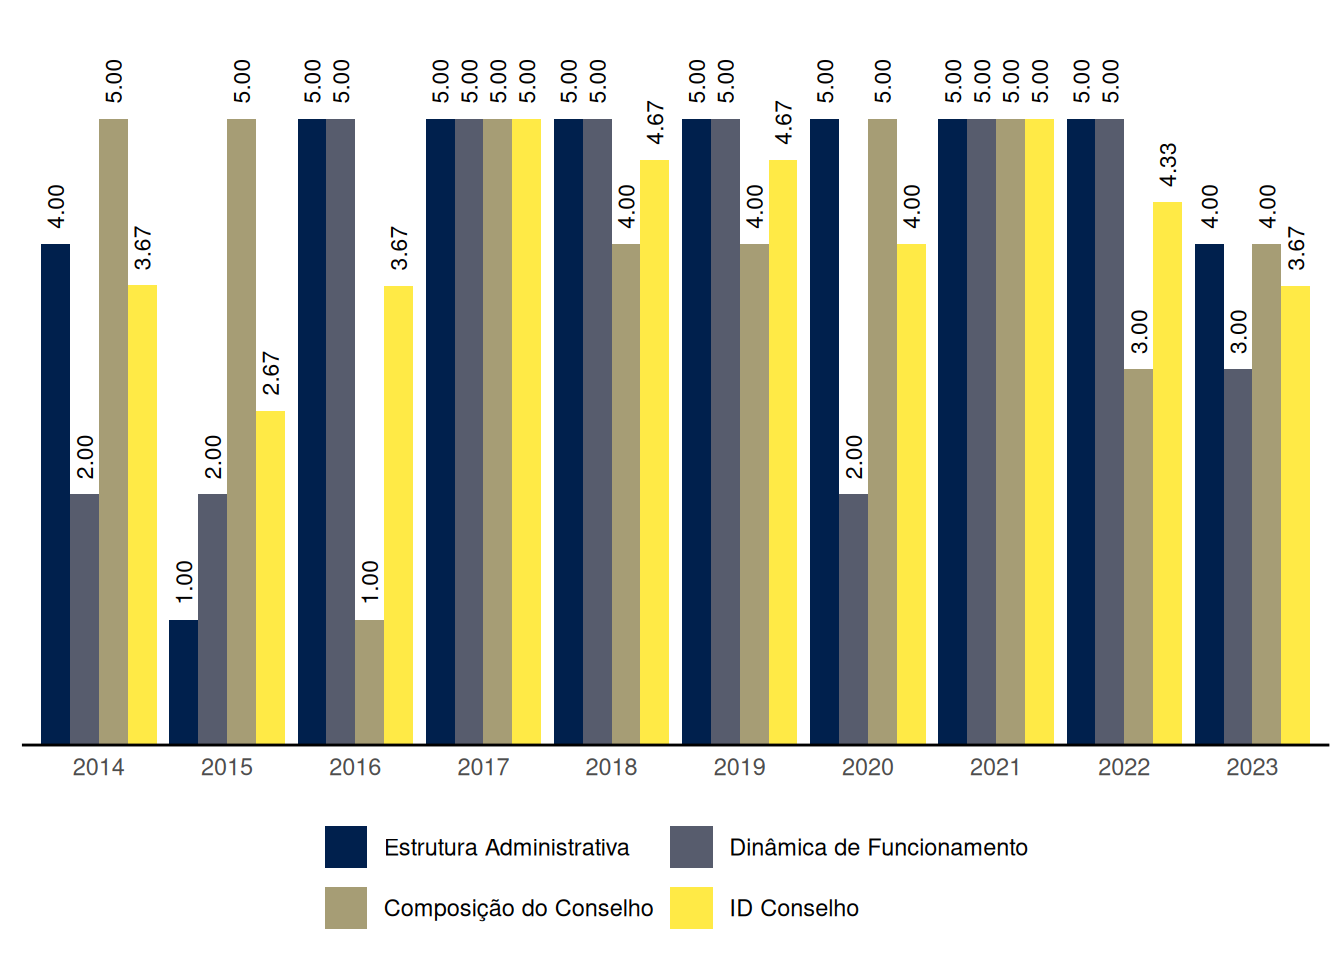 4.00 2.00 5.00 3.67 1.00 2.00 5.00 2.67 5.00 5.00 1.00 3.67 5.00 5.00 5.00 5.00 5.00 5.00 4.00 4.67 5.00 5.00 4.00 4.67 5.00 2.00 5.00 4.00 5.00 5.00 5.00 5.00 5.00 5.00 3.00 4.33 4.00 3.00 4.00 3.67
2014 2015 2016 2017 2018 2019 2020 2021 2022 2023
Estrutura Administrativa Dinâmica de Funcionamento
Composição do Conselho ID Conselho